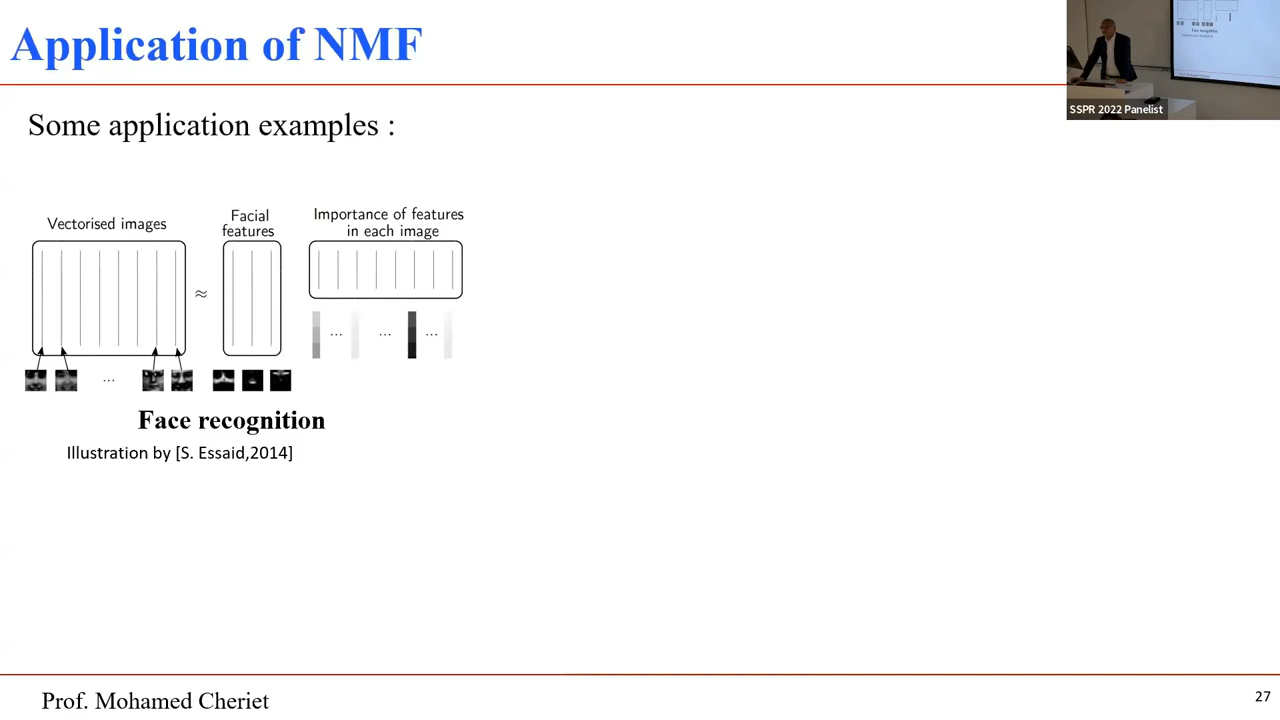 Application of NMF
SSPR 2022 Panelist
Some application examples :
Vectorised images
Facial
features
Importance of features
in each image
≈
...
...
...
...
Face recognition
Illustration by [S. Essaid,2014]
Prof. Mohamed Cheriet
27